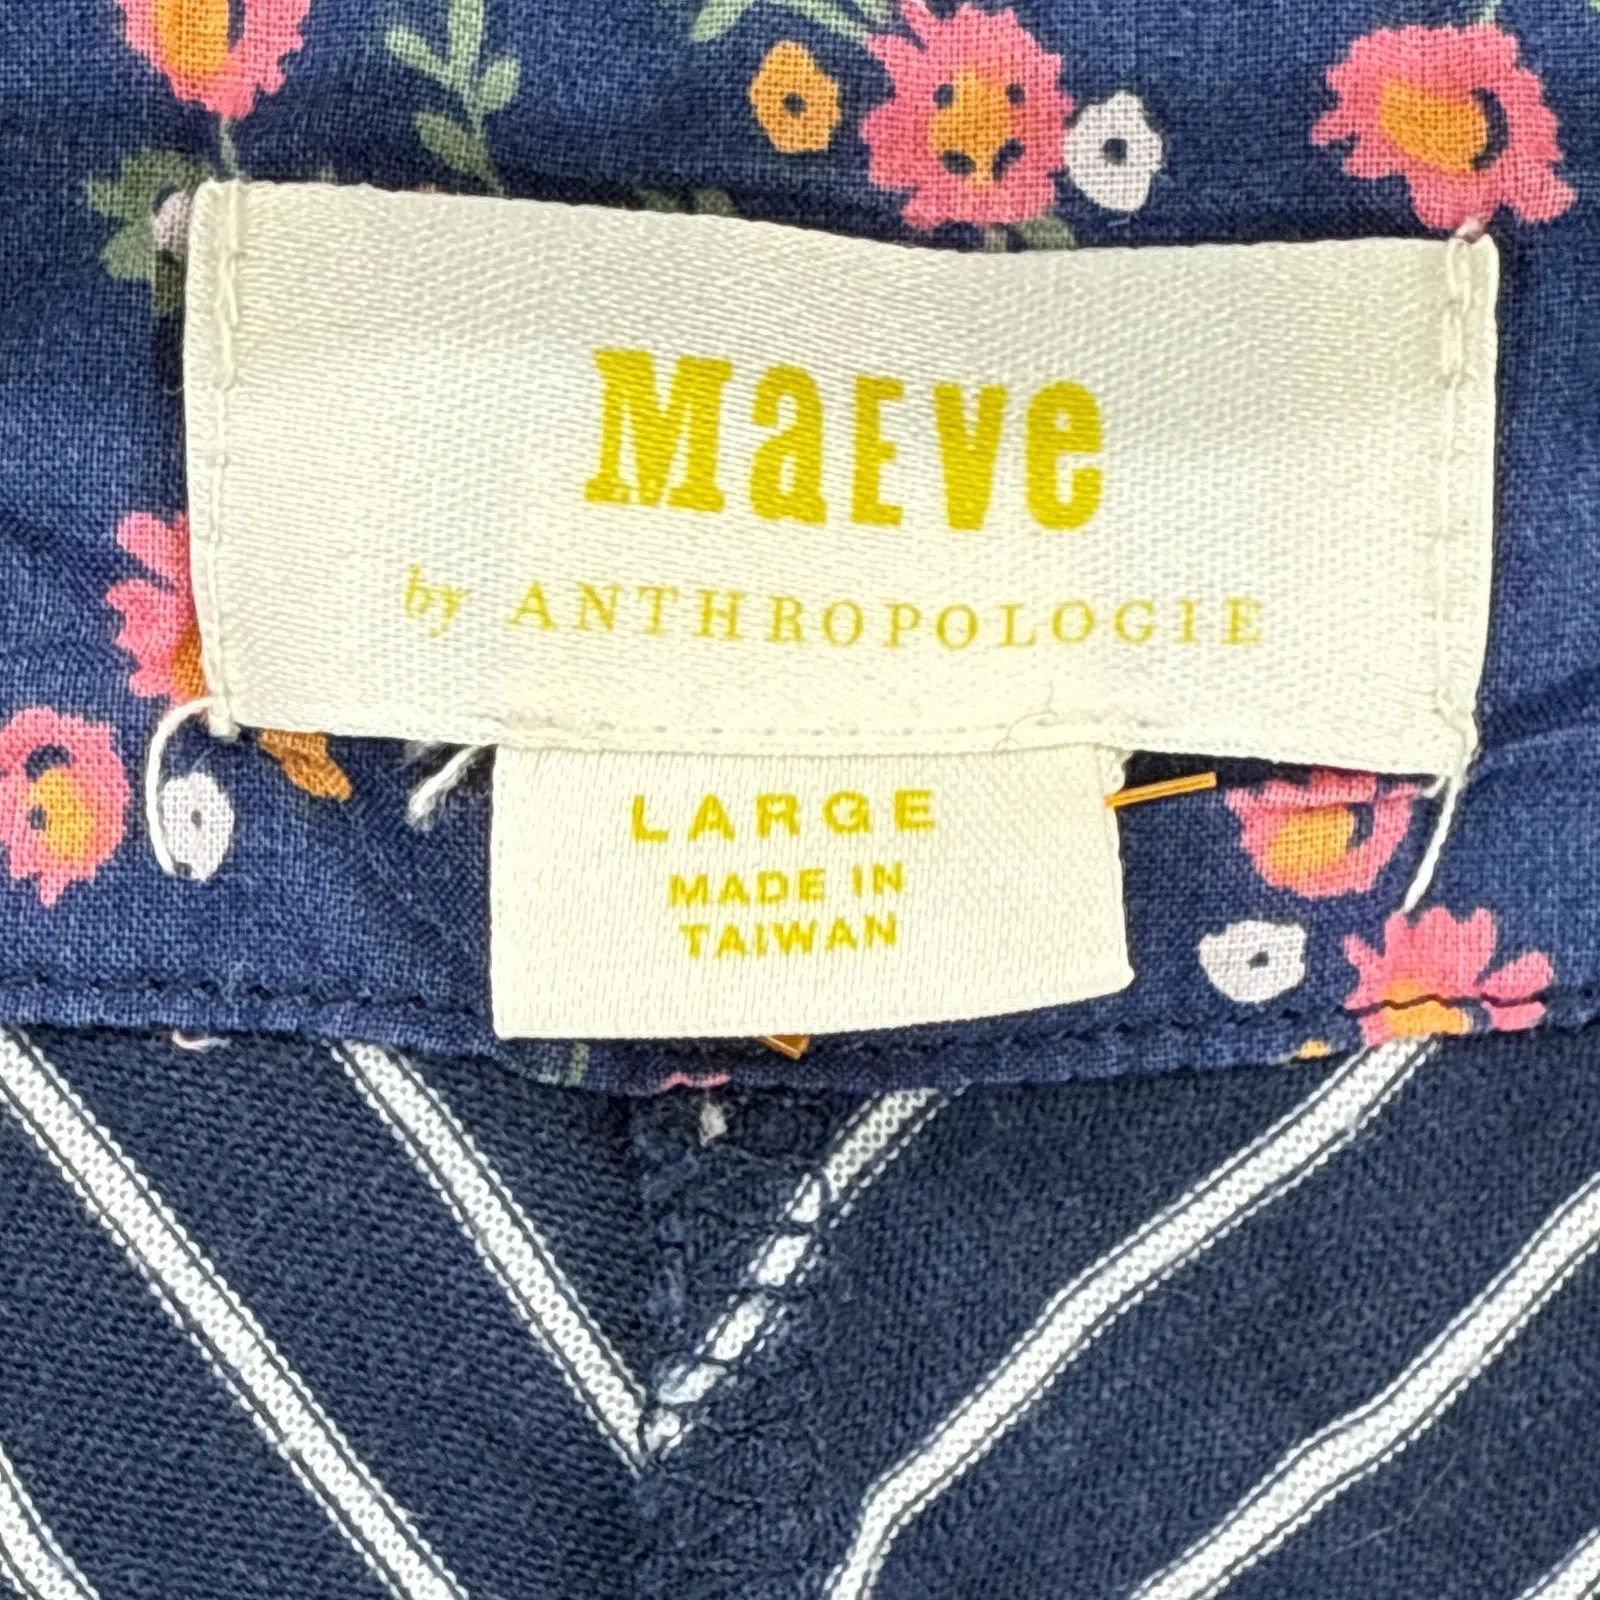 MaEve
by ANTHROPOLOGIE
LARGE
MADE IN
TAIWAN